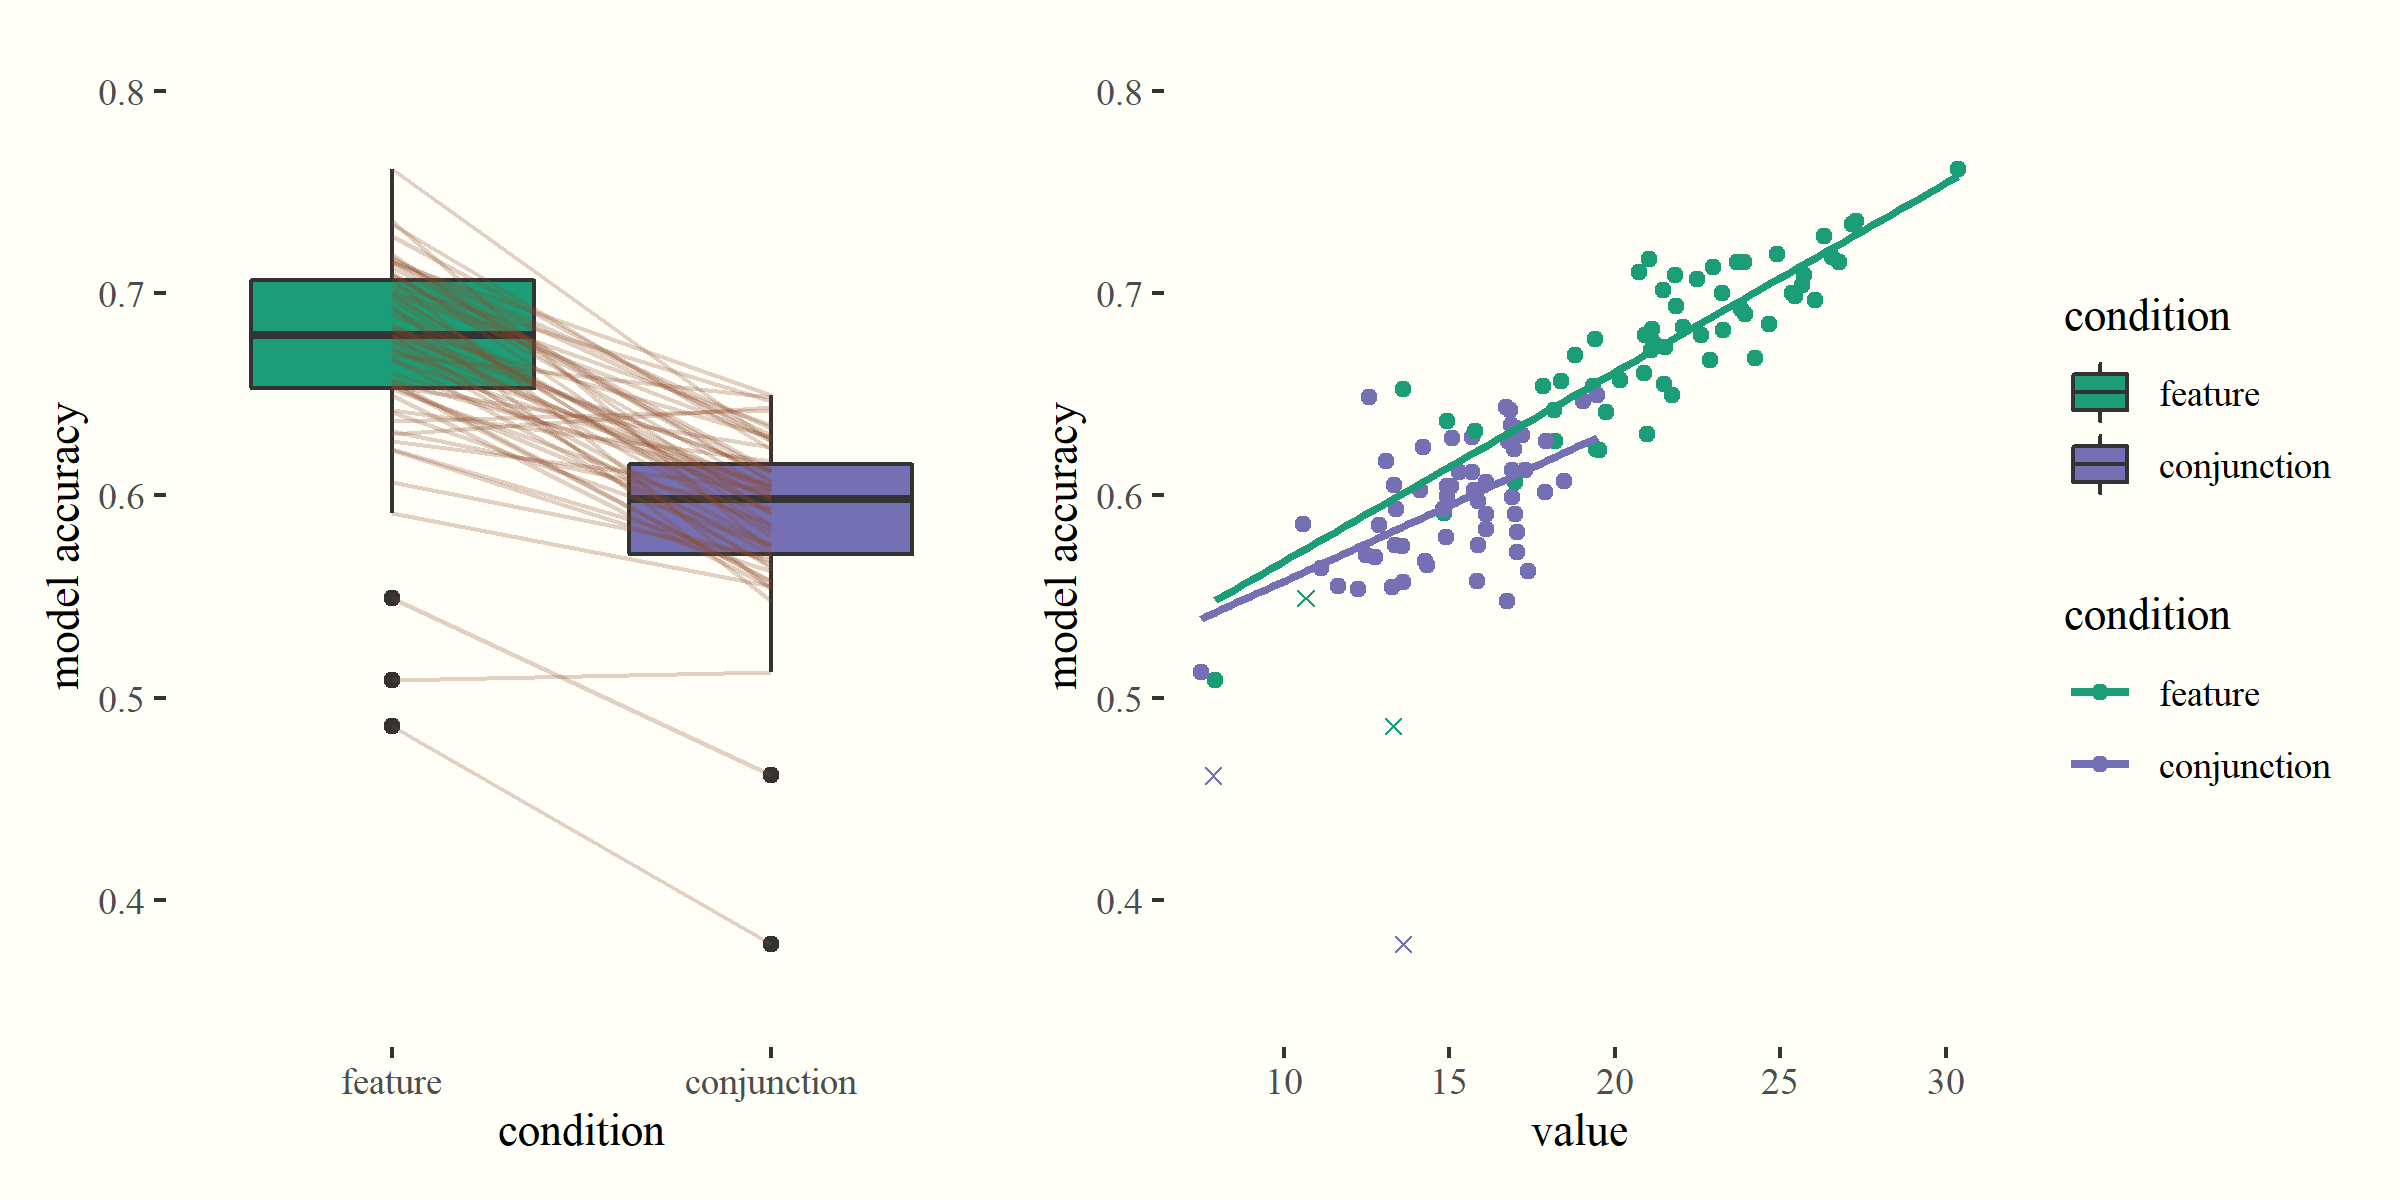 model accuracy
0.8
0.7
0.6
0.5
0.4
feature
conjunction
condition
model accuracy
0.8
0.7
0.6
0.5
0.4
10
15
20
25
30
value
condition
feature
conjunction
condition
feature
conjunction